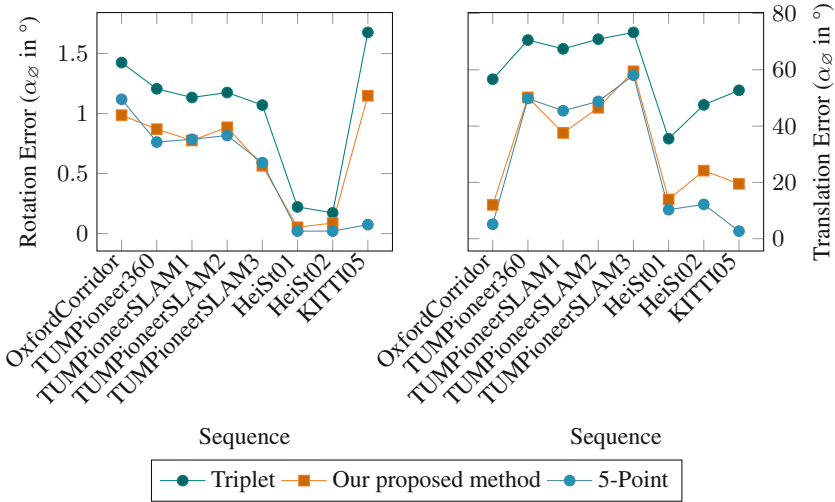 Rotation Error (α∅ in °)
1.5
1
0.5
0
OxfordCorridor
TUMPioneer360
TUMPioneerSLAM1
TUMPioneerSLAM2
TUMPioneerSLAM3
HeiSt01
HeiSt02
KITTI05
Sequence
Translation Error (α∅ in °)
80
60
40
20
0
OxfordCorridor
TUMPioneer360
TUMPioneerSLAM1
TUMPioneerSLAM2
TUMPioneerSLAM3
HeiSt01
HeiSt02
KITTI05
Sequence
Triplet Our proposed method 5-Point